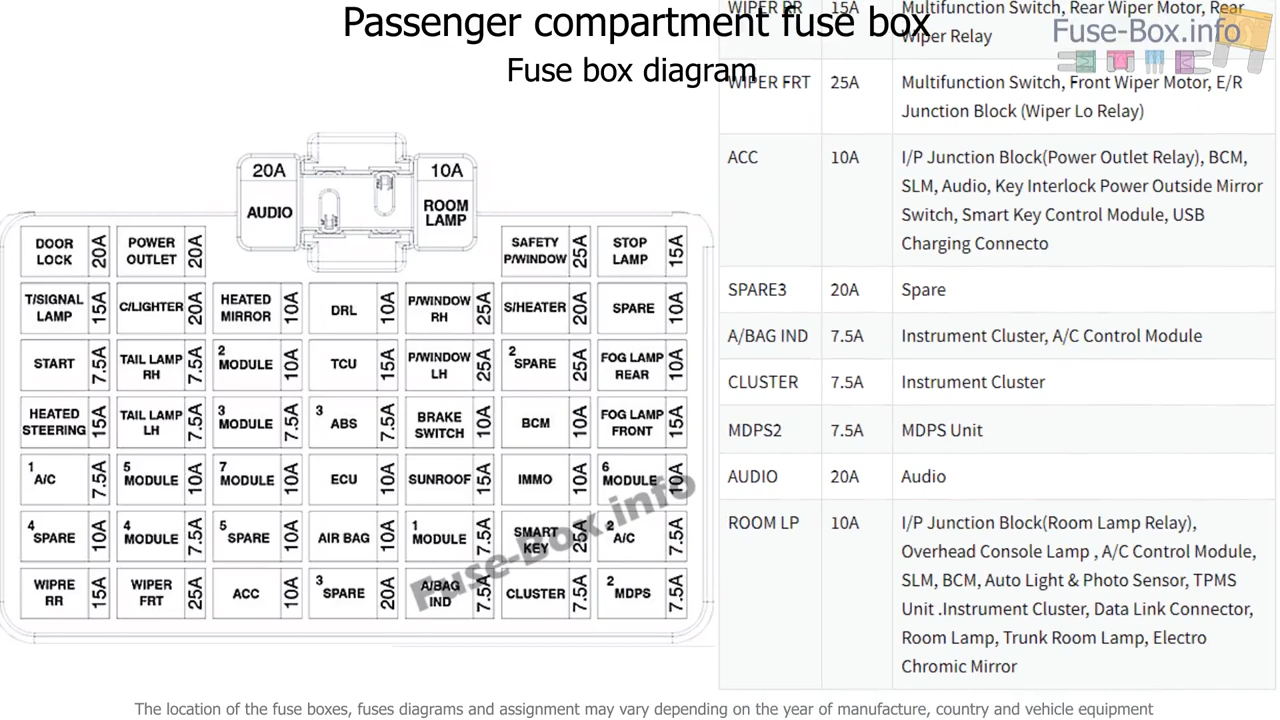 Passenger compartment fuse box
Fuse box diagram
Fuse-Box.info
20A
AUDIO
10A
ROOM
LAMP
DOOR
LOCK
20A
POWER
OUTLET
20A
SAFETY
P/WINDOW
25A
STOP
LAMP
15A
T/SIGNAL
LAMP
15A
C/LIGHTER
20A
HEATED
MIRROR
10A
DRL
10A
P/WINDOW
RH
25A
S/HEATER
20A
SPARE
10A
START
7.5A
TAIL LAMP
RH
7.5A
2
MODULE
10A
TCU
15A
P/WINDOW
LH
25A
2
SPARE
25A
FOG LAMP
REAR
10A
HEATED
STEERING
15A
TAIL LAMP
LH
7.5A
3
MODULE
7.5A
3
ABS
7.5A
BRAKE
SWITCH
10A
BCM
10A
FOG LAMP
FRONT
15A
1
A/C
7.5A
5
MODULE
10A
7
MODULE
10A
ECU
10A
SUNROOF
15A
IMMO
10A
6
MODULE
10A
4
SPARE
10A
4
MODULE
7.5A
5
SPARE
10A
AIR BAG
10A
1
MODULE
7.5A
SMART
KEY
25A
2
A/C
7.5A
WIPRE
RR
15A
WIPER
FRT
25A
ACC
10A
3
SPARE
20A
A/BAG
IND
7.5A
CLUSTER
7.5A
2
MDPS
7.5A
Fuse-Box.info
WIPER RR 15A Multifunction Switch, Rear Wiper Motor, Rear
Wiper Relay
WIPER FRT 25A Multifunction Switch, Front Wiper Motor, E/R
Junction Block (Wiper Lo Relay)
ACC 10A I/P Junction Block(Power Outlet Relay), BCM,
SLM, Audio, Key Interlock Power Outside Mirror
Switch, Smart Key Control Module, USB
Charging Connecto
SPARE3 20A Spare
A/BAG IND 7.5A Instrument Cluster, A/C Control Module
CLUSTER 7.5A Instrument Cluster
MDPS2 7.5A MDPS Unit
AUDIO 20A Audio
ROOM LP 10A I/P Junction Block(Room Lamp Relay),
Overhead Console Lamp , A/C Control Module,
SLM, BCM, Auto Light & Photo Sensor, TPMS
Unit .Instrument Cluster, Data Link Connector,
Room Lamp, Trunk Room Lamp, Electro
Chromic Mirror
The location of the fuse boxes, fuses diagrams and assignment may vary depending on the year of manufacture, country and vehicle equipment